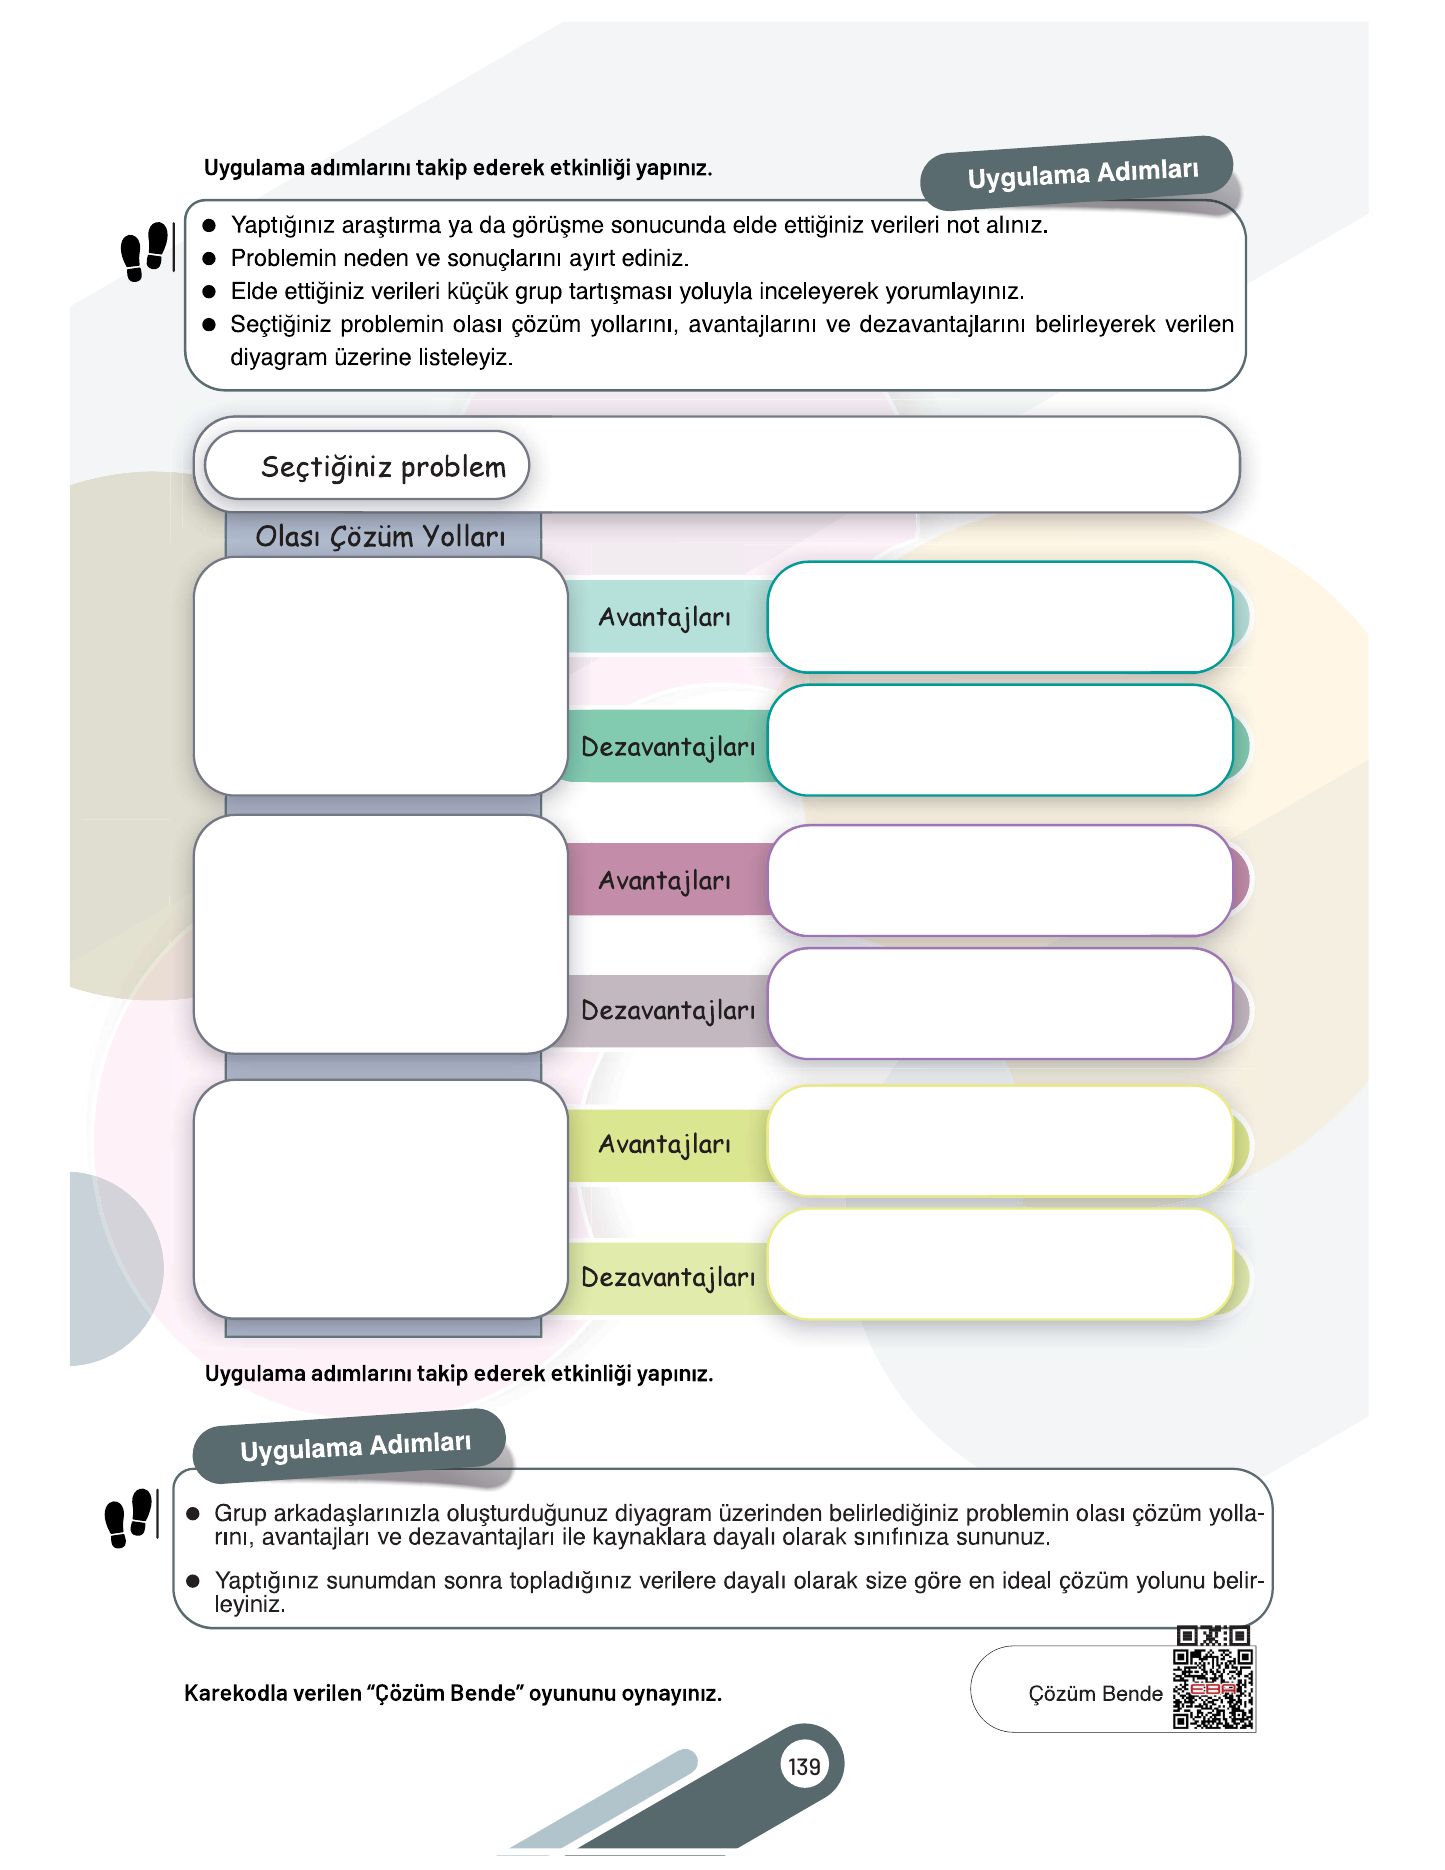 Uygulama adımlarını takip ederek etkinliği yapınız.
Uygulama Adımları
● Yaptığınız araştırma ya da görüşme sonucunda elde ettiğiniz verileri not alınız.
● Problemin neden ve sonuçlarını ayırt ediniz.
● Elde ettiğiniz verileri küçük grup tartışması yoluyla inceleyerek yorumlayınız.
● Seçtiğiniz problemin olası çözüm yollarını, avantajlarını ve dezavantajlarını belirleyerek verilen
diyagram üzerine listeleyiz.
Seçtiğiniz problem
Olası Çözüm Yolları
Avantajları
Dezavantajları
Avantajları
Dezavantajları
Avantajları
Dezavantajları
Uygulama adımlarını takip ederek etkinliği yapınız.
Uygulama Adımları
● Grup arkadaşlarınızla oluşturduğunuz diyagram üzerinden belirlediğiniz problemin olası çözüm yolla-
rını, avantajları ve dezavantajları ile kaynaklara dayalı olarak sınıfınıza sununuz.
● Yaptığınız sunumdan sonra topladığınız verilere dayalı olarak size göre en ideal çözüm yolunu belir-
leyiniz.
Karekodla verilen “Çözüm Bende” oyununu oynayınız.
Çözüm Bende
EBA
139